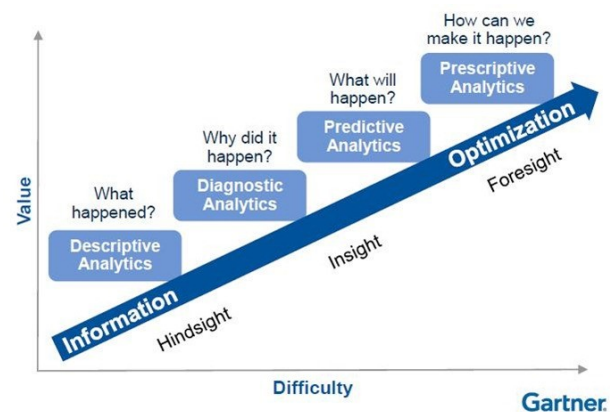 How can we
make it happen?
Prescriptive
Analytics
What will
happen?
Predictive
Analytics
Why did it
happen?
Diagnostic
Analytics
What
happened?
Descriptive
Analytics
Value
Information
Optimization
Hindsight
Insight
Foresight
Difficulty
Gartner